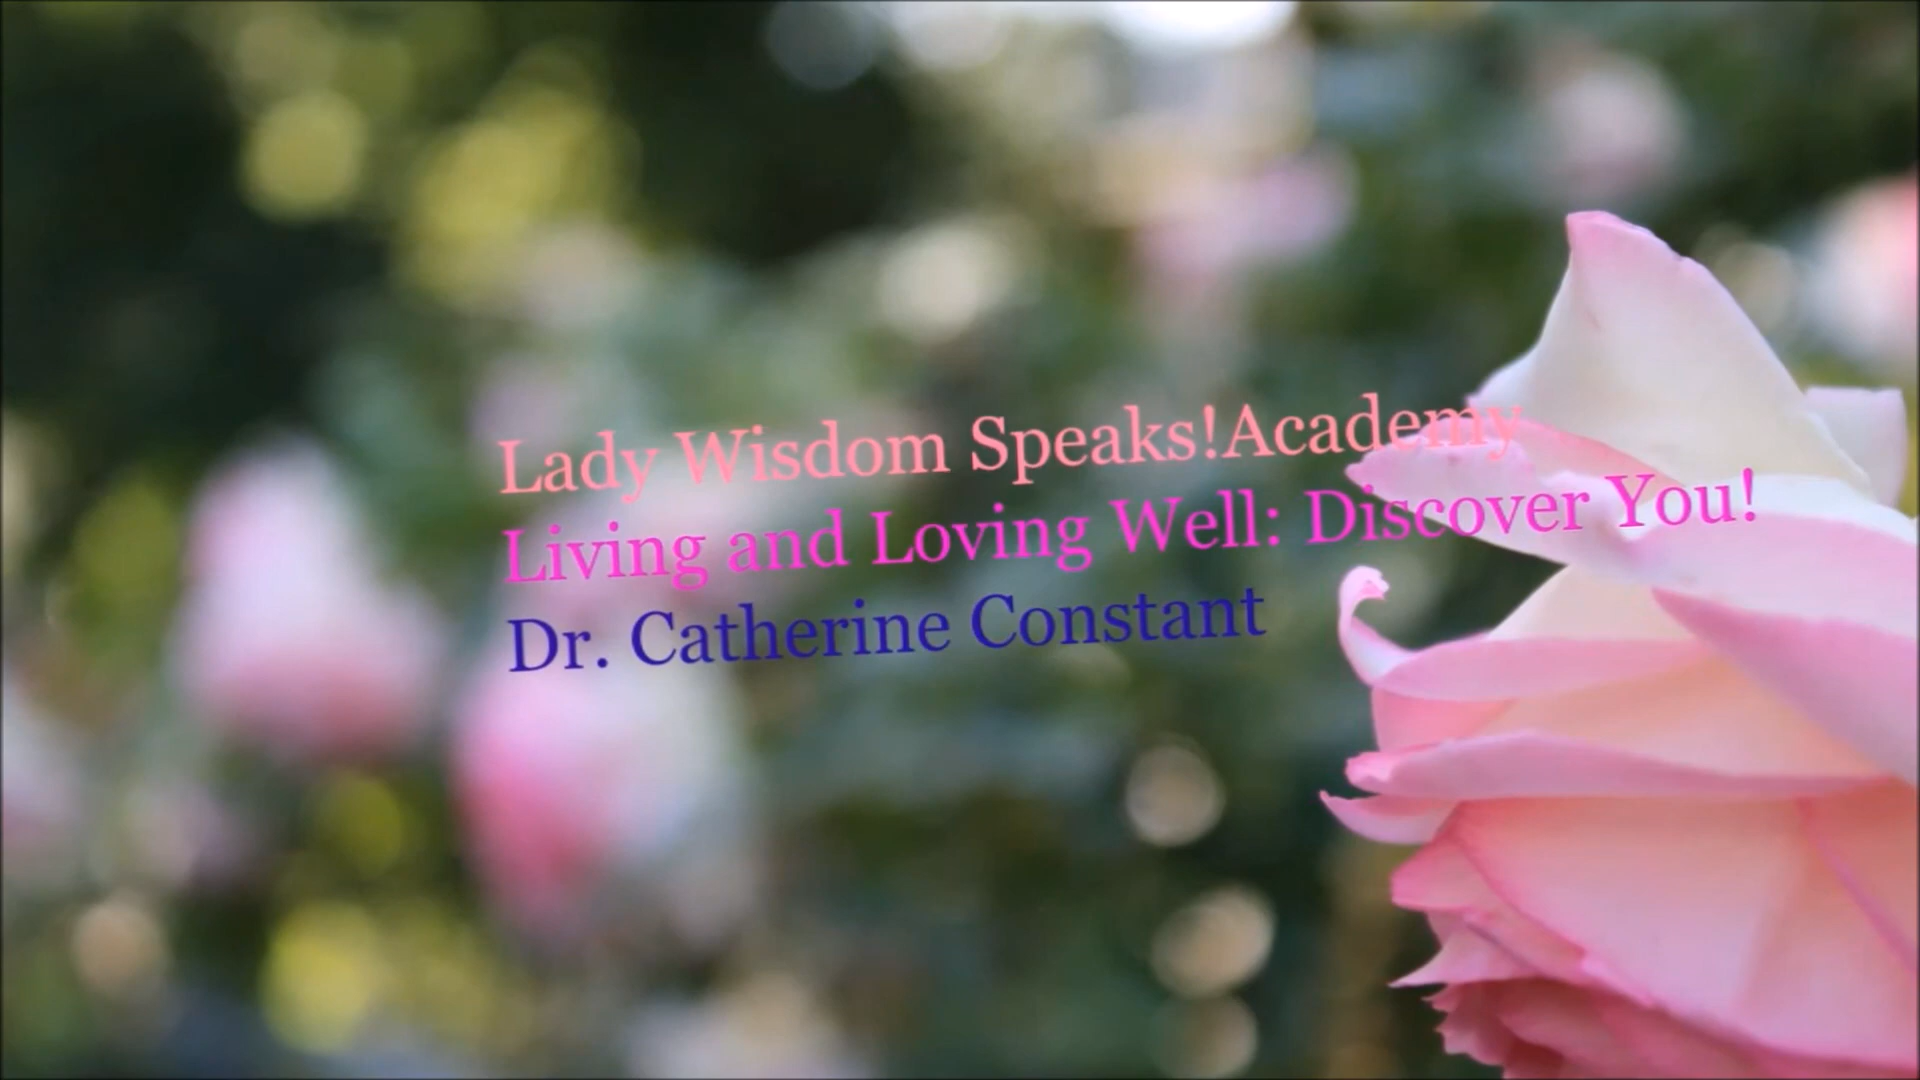 Lady Wisdom Speaks!Academy
Living and Loving Well: Discover You!
Dr. Catherine Constant